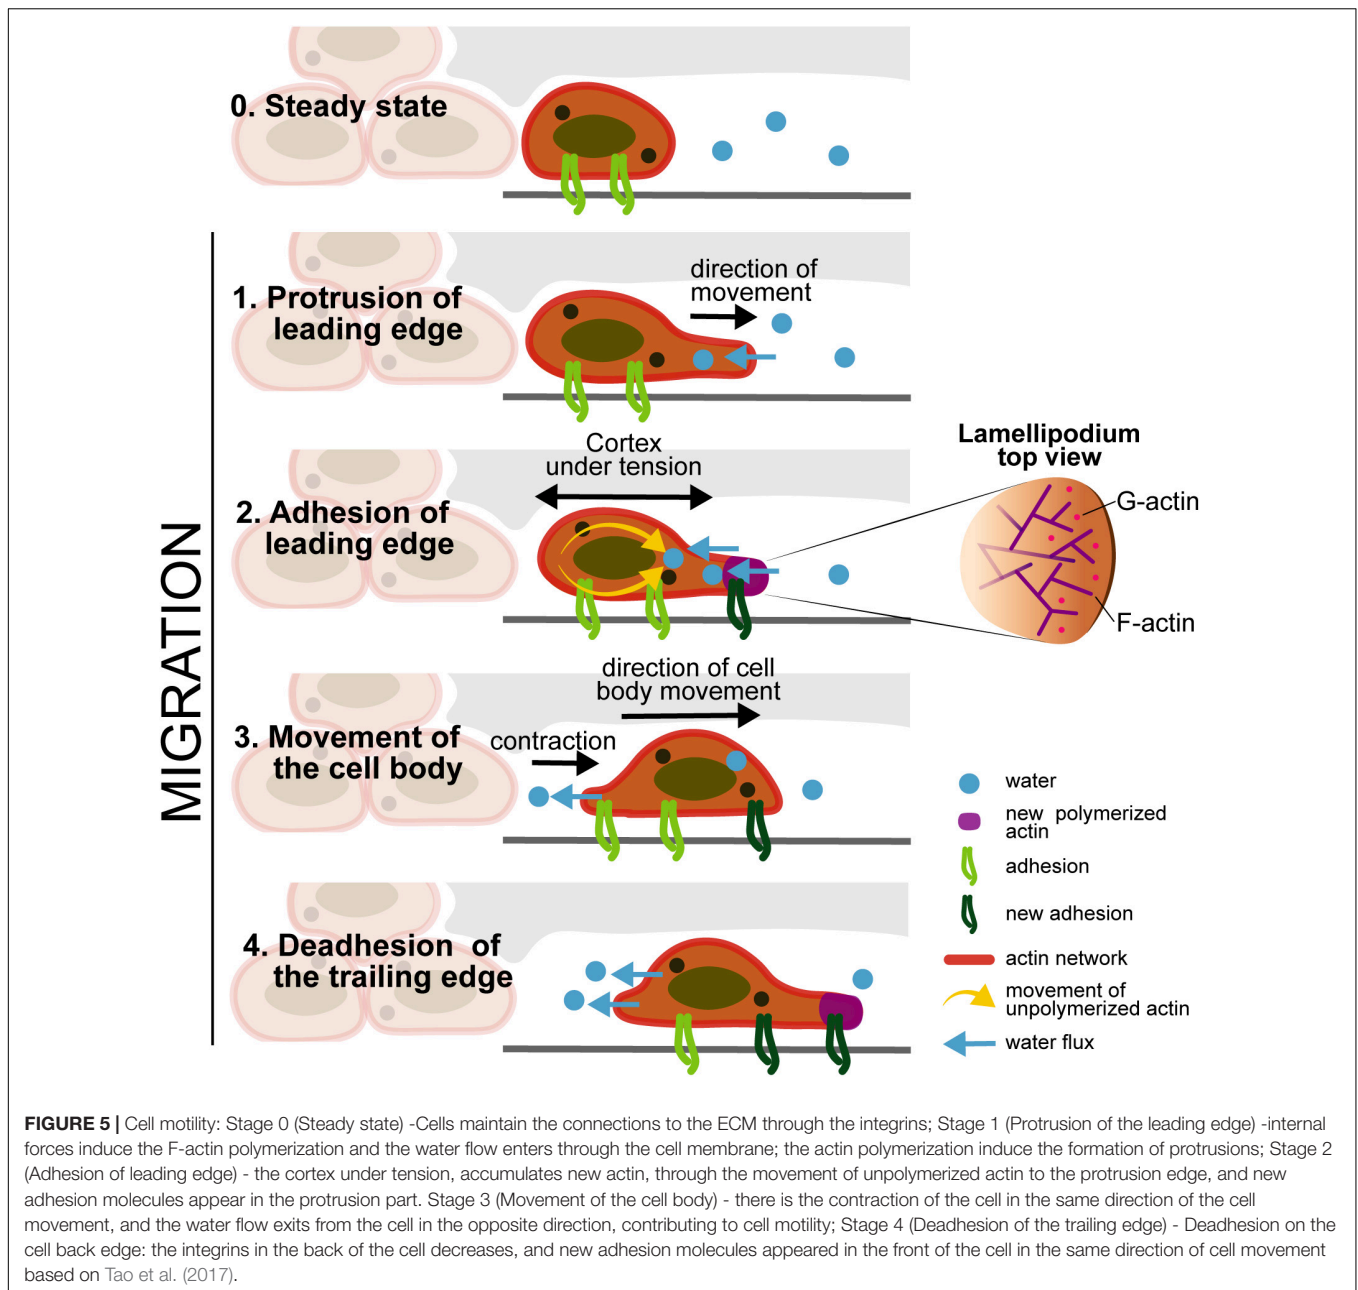 0. Steady state
MIGRATION
1. Protrusion of
leading edge
direction of
movement
Cortex
under tension
2. Adhesion of
leading edge
Lamellipodium
top view
G-actin
F-actin
direction of cell
body movement
3. Movement of
the cell body
contraction
4. Deadhesion of
the trailing edge
water
new polymerized
actin
adhesion
new adhesion
actin network
movement of
unpolymerized actin
water flux
FIGURE 5 | Cell motility: Stage 0 (Steady state) -Cells maintain the connections to the ECM through the integrins; Stage 1 (Protrusion of the leading edge) -internal
forces induce the F-actin polymerization and the water flow enters through the cell membrane; the actin polymerization induce the formation of protrusions; Stage 2
(Adhesion of leading edge) - the cortex under tension, accumulates new actin, through the movement of unpolymerized actin to the protrusion edge, and new
adhesion molecules appear in the protrusion part. Stage 3 (Movement of the cell body) - there is the contraction of the cell in the same direction of the cell
movement, and the water flow exits from the cell in the opposite direction, contributing to cell motility; Stage 4 (Deadhesion of the trailing edge) - Deadhesion on the
cell back edge: the integrins in the back of the cell decreases, and new adhesion molecules appeared in the front of the cell in the same direction of cell movement
based on Tao et al. (2017).